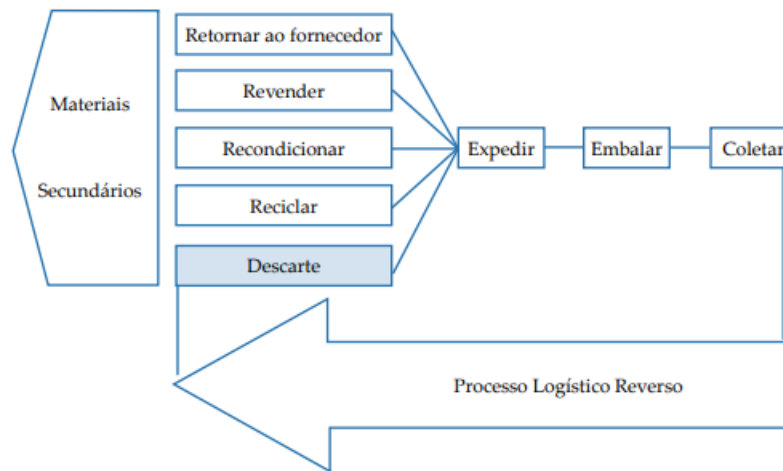 Retornar ao fornecedor
Materiais
Revender
Recondicionar
Expedir
Embalar
Coletar
Secundários
Reciclar
Descarte
Processo Logístico Reverso